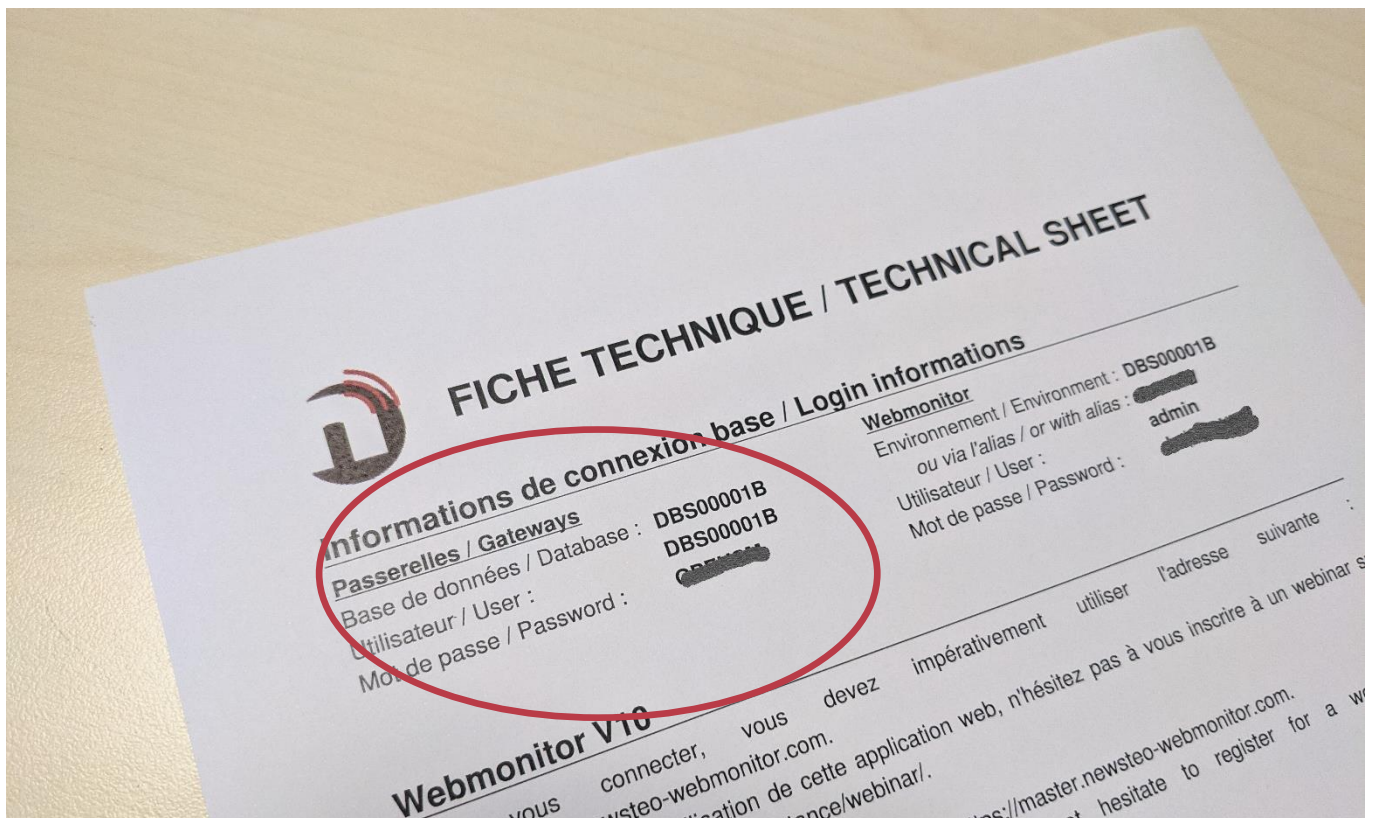 FICHE TECHNIQUE / TECHNICAL SHEET
Informations de connexion base / Login informations
Passerelles / Gateways
Base de données / Database : DBS00001B
Utilisateur / User : DBS00001B
Mot de passe / Password :
Webmonitor
Environnement / Environment : DBS00001B
ou via l'alias / or with alias :
Utilisateur / User : admin
Mot de passe / Password :
Webmonitor V10
vous connecter, vous devez impérativement utiliser l'adresse suivante :
webmonitor.com.
de cette application web, n'hésitez pas à vous inscrire à un webinar
webinar/.
master.newsteo-webmonitor.com.
hesitate to register for a